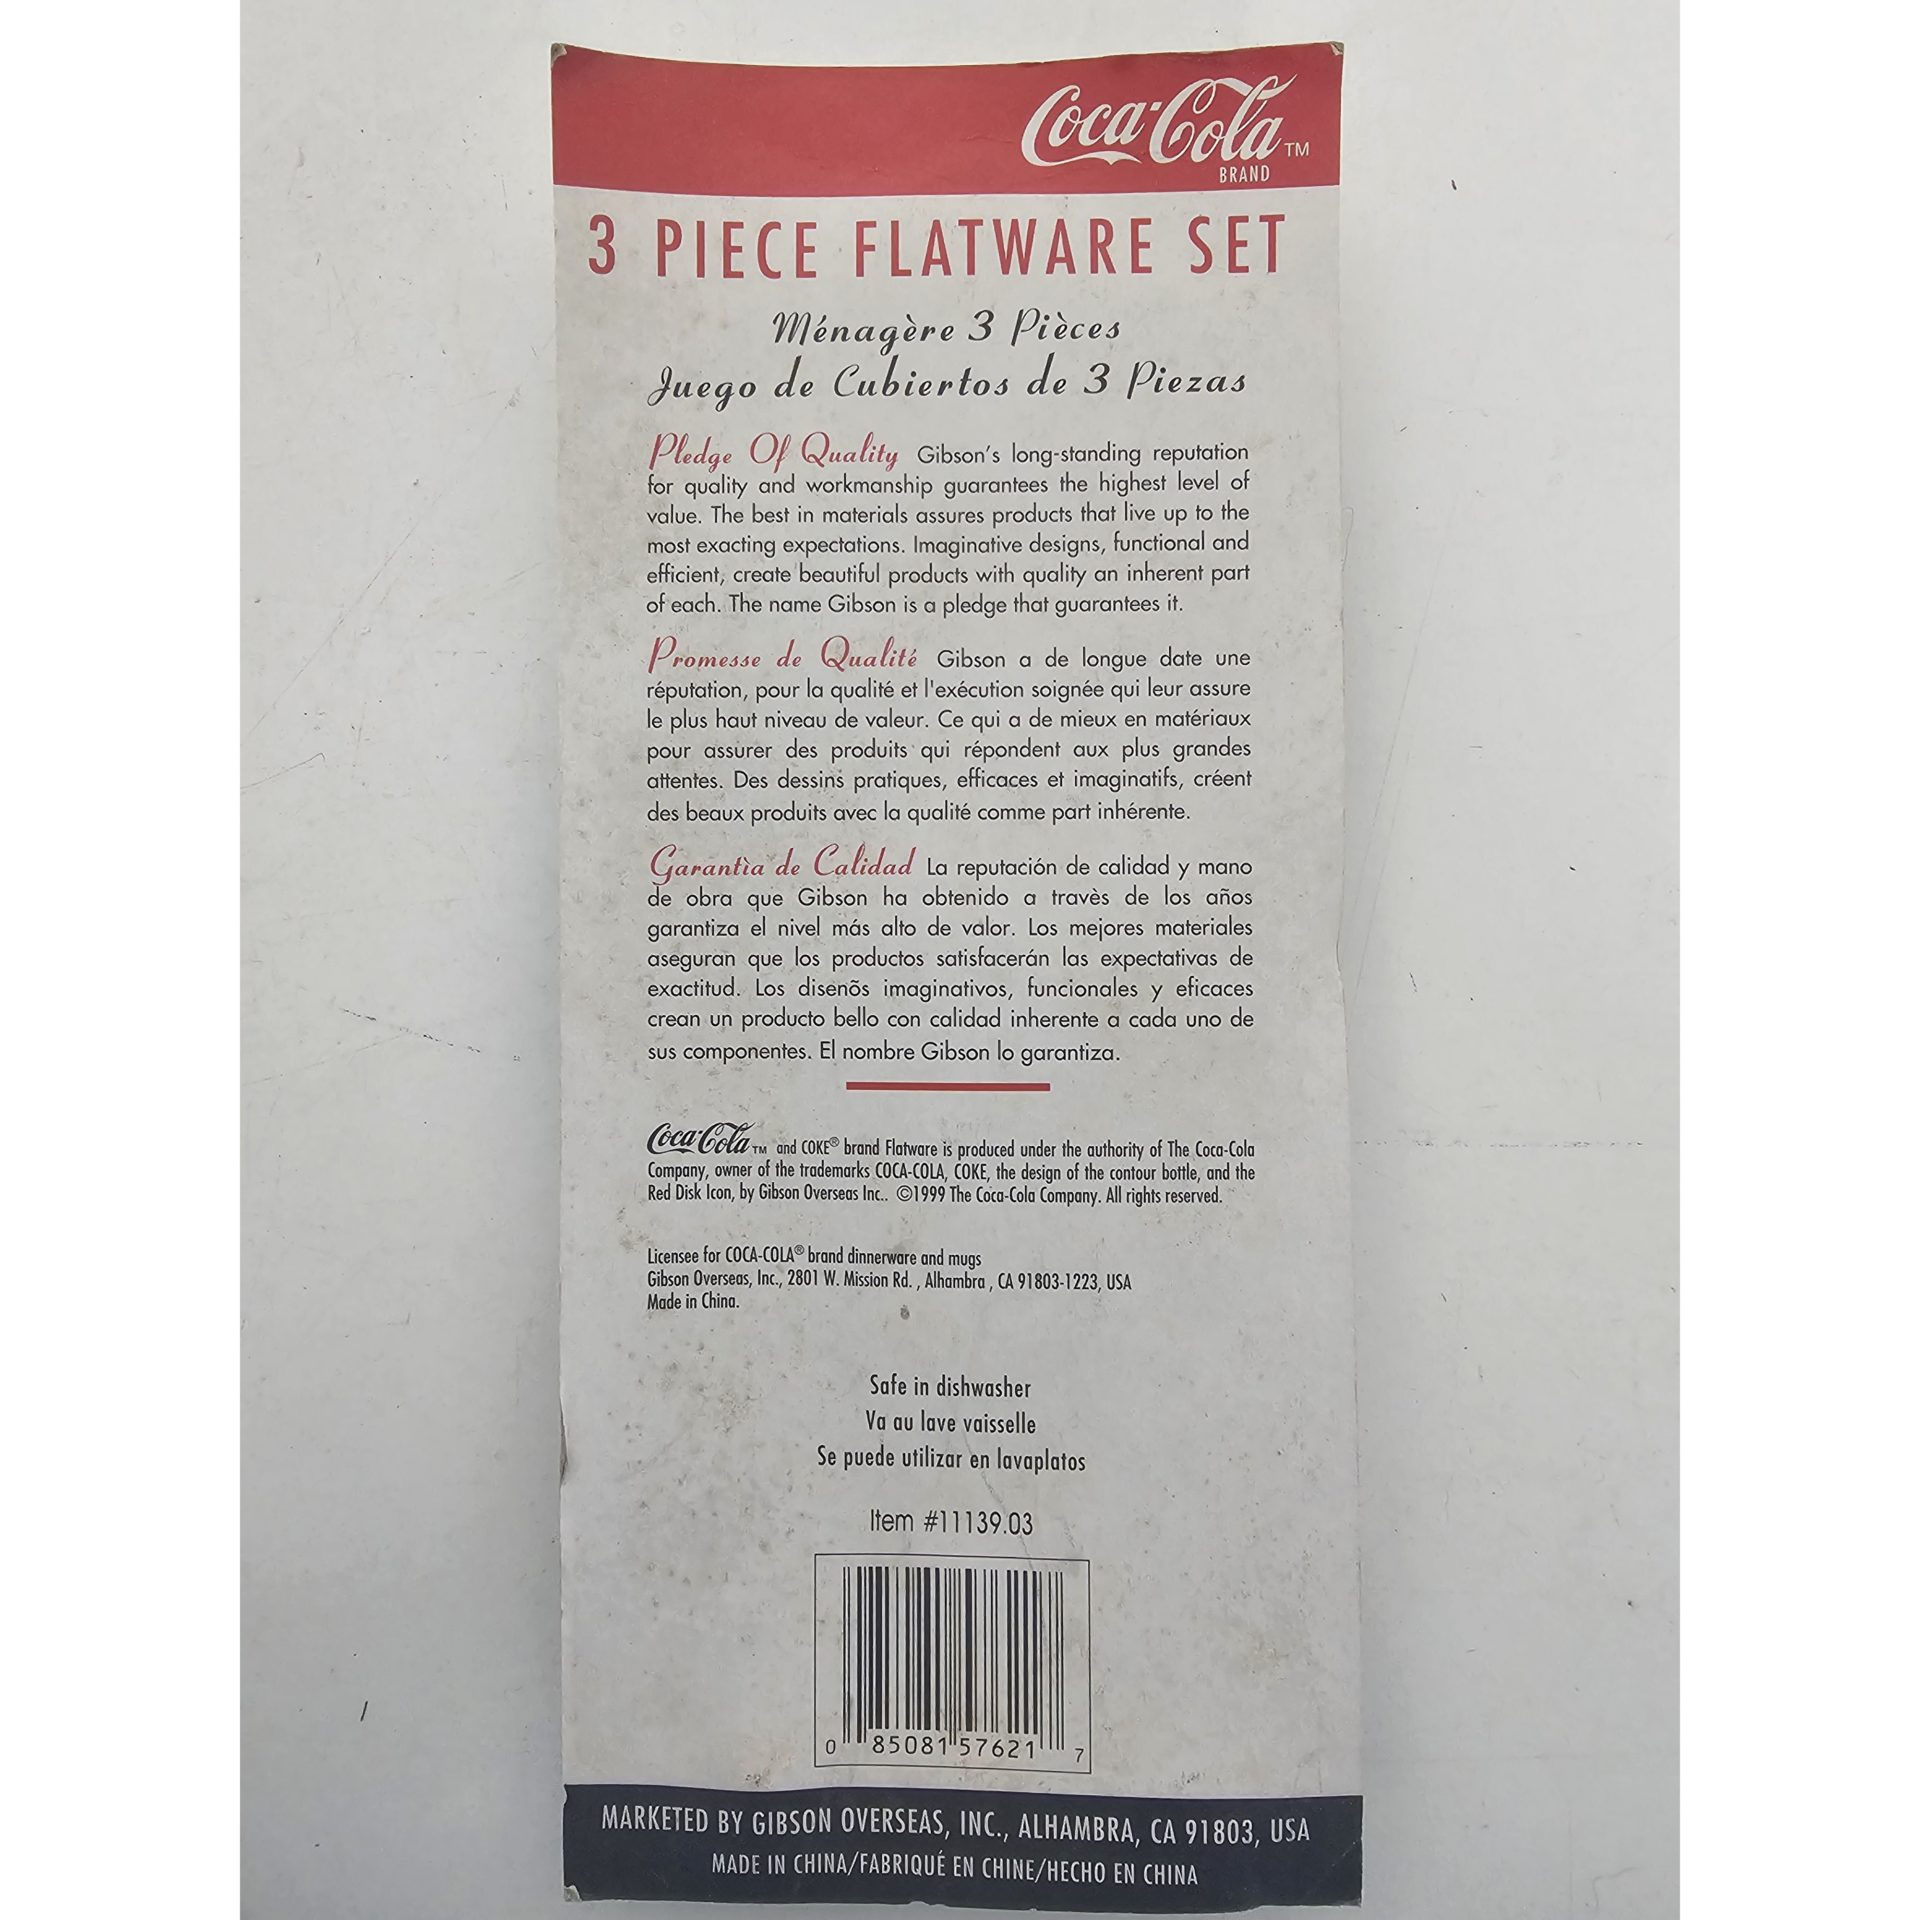 Coca-Cola TM
BRAND
3 PIECE FLATWARE SET
Ménagère 3 Pièces
Juego de Cubiertos de 3 Piezas
Pledge Of Quality Gibson's long-standing reputation
for quality and workmanship guarantees the highest level of
value. The best in materials assures products that live up to the
most exacting expectations. Imaginative designs, functional and
efficient, create beautiful products with quality an inherent part
of each. The name Gibson is a pledge that guarantees it.
Promesse de Qualité Gibson a de longue date une
réputation, pour la qualité et l'exécution soignée qui leur assure
le plus haut niveau de valeur. Ce qui a de mieux en matériaux
pour assurer des produits qui répondent aux plus grandes
attentes. Des dessins pratiques, efficaces et imaginatifs, créent
des beaux produits avec la qualité comme part inhérente.
Garantìa de Calidad La reputación de calidad y mano
de obra que Gibson ha obtenido a travès de los años
garantiza el nivel más alto de valor. Los mejores materiales
aseguran que los productos satisfacerán las expectativas de
exactitud. Los disenõs imaginativos, funcionales y eficaces
crean un producto bello con calidad inherente a cada uno de
sus componentes. El nombre Gibson lo garantiza.
Coca-Cola TM and COKE® brand Flatware is produced under the authority of The Coca-Cola
Company, owner of the trademarks COCA-COLA, COKE, the design of the contour bottle, and the
Red Disk Icon, by Gibson Overseas Inc.. ©1999 The Coca-Cola Company. All rights reserved.
Licensee for COCA-COLA® brand dinnerware and mugs
Gibson Overseas, Inc., 2801 W. Mission Rd. , Alhambra , CA 91803-1223, USA
Made in China.
Safe in dishwasher
Va au lave vaisselle
Se puede utilizar en lavaplatos
Item #11139.03
0 85081 57621 7
MARKETED BY GIBSON OVERSEAS, INC., ALHAMBRA, CA 91803, USA
MADE IN CHINA/FABRIQUÉ EN CHINE/HECHO EN CHINA